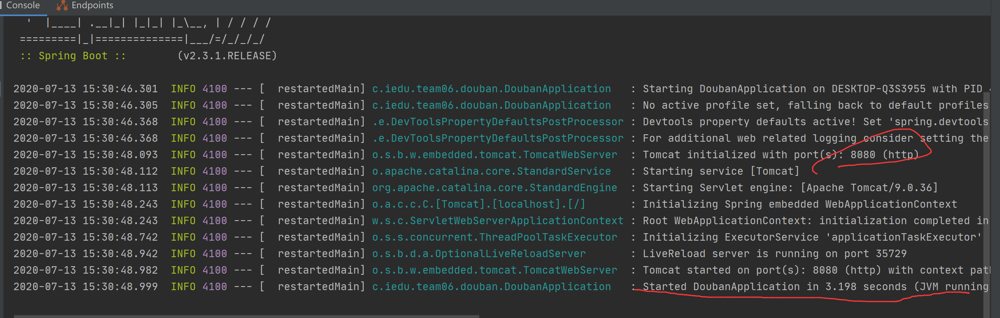 Console Endpoints
'  |____| .__|_| |_|_| |_\__, | / / / /
=========|_|==============|___/=/_/_/_/
:: Spring Boot ::        (v2.3.1.RELEASE)
2020-07-13 15:30:46.301  INFO 4100 --- [  restartedMain] c.iedu.team06.douban.DoubanApplication   : Starting DoubanApplication on DESKTOP-Q3S3955 with PID
2020-07-13 15:30:46.305  INFO 4100 --- [  restartedMain] c.iedu.team06.douban.DoubanApplication   : No active profile set, falling back to default profiles
2020-07-13 15:30:46.368  INFO 4100 --- [  restartedMain] .e.DevToolsPropertyDefaultsPostProcessor : Devtools property defaults active! Set 'spring.devtools
2020-07-13 15:30:46.368  INFO 4100 --- [  restartedMain] .e.DevToolsPropertyDefaultsPostProcessor : For additional web related logging consider setting the
2020-07-13 15:30:48.093  INFO 4100 --- [  restartedMain] o.s.b.w.embedded.tomcat.TomcatWebServer  : Tomcat initialized with port(s): 8080 (http)
2020-07-13 15:30:48.112  INFO 4100 --- [  restartedMain] o.apache.catalina.core.StandardService   : Starting service [Tomcat]
2020-07-13 15:30:48.113  INFO 4100 --- [  restartedMain] org.apache.catalina.core.StandardEngine  : Starting Servlet engine: [Apache Tomcat/9.0.36]
2020-07-13 15:30:48.243  INFO 4100 --- [  restartedMain] o.a.c.c.C.[Tomcat].[localhost].[/]       : Initializing Spring embedded WebApplicationContext
2020-07-13 15:30:48.243  INFO 4100 --- [  restartedMain] w.s.c.ServletWebServerApplicationContext : Root WebApplicationContext: initialization completed in
2020-07-13 15:30:48.742  INFO 4100 --- [  restartedMain] o.s.s.concurrent.ThreadPoolTaskExecutor  : Initializing ExecutorService 'applicationTaskExecutor'
2020-07-13 15:30:48.942  INFO 4100 --- [  restartedMain] o.s.b.d.a.OptionalLiveReloadServer       : LiveReload server is running on port 35729
2020-07-13 15:30:48.982  INFO 4100 --- [  restartedMain] o.s.b.w.embedded.tomcat.TomcatWebServer  : Tomcat started on port(s): 8080 (http) with context pat
2020-07-13 15:30:48.999  INFO 4100 --- [  restartedMain] c.iedu.team06.douban.DoubanApplication   : Started DoubanApplication in 3.198 seconds (JVM running